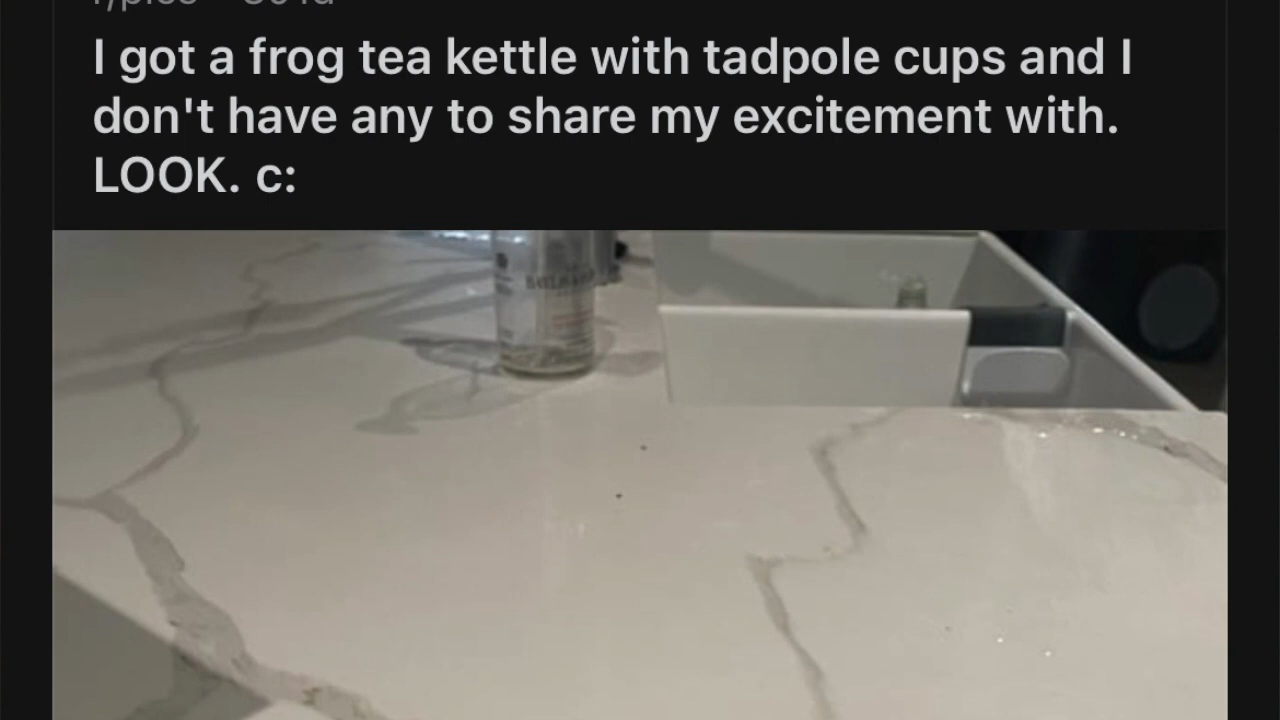 I got a frog tea kettle with tadpole cups and I
don't have any to share my excitement with.
LOOK. c: